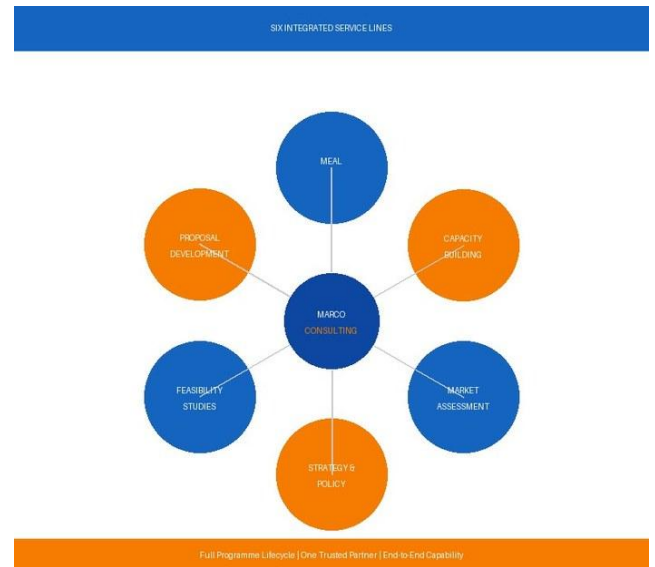 SIX INTEGRATED SERVICE LINES
MEAL
PROPOSAL
DEVELOPMENT
CAPACITY
BUILDING
MARCO
CONSULTING
FEASIBILITY
STUDIES
MARKET
ASSESSMENT
STRATEGY &
POLICY
Full Programme Lifecycle | One Trusted Partner | End-to-End Capability